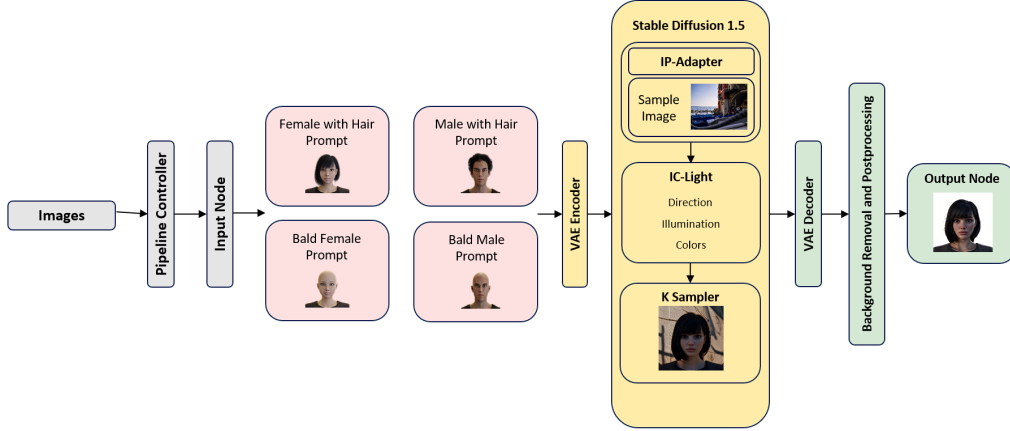 Images
Pipeline Controller
Input Node
Female with Hair
Prompt
Male with Hair
Prompt
Bald Female
Prompt
Bald Male
Prompt
VAE Encoder
Stable Diffusion 1.5
IP-Adapter
Sample
Image
IC-Light
Direction
Illumination
Colors
K Sampler
VAE Decoder
Background Removal and Postprocessing
Output Node